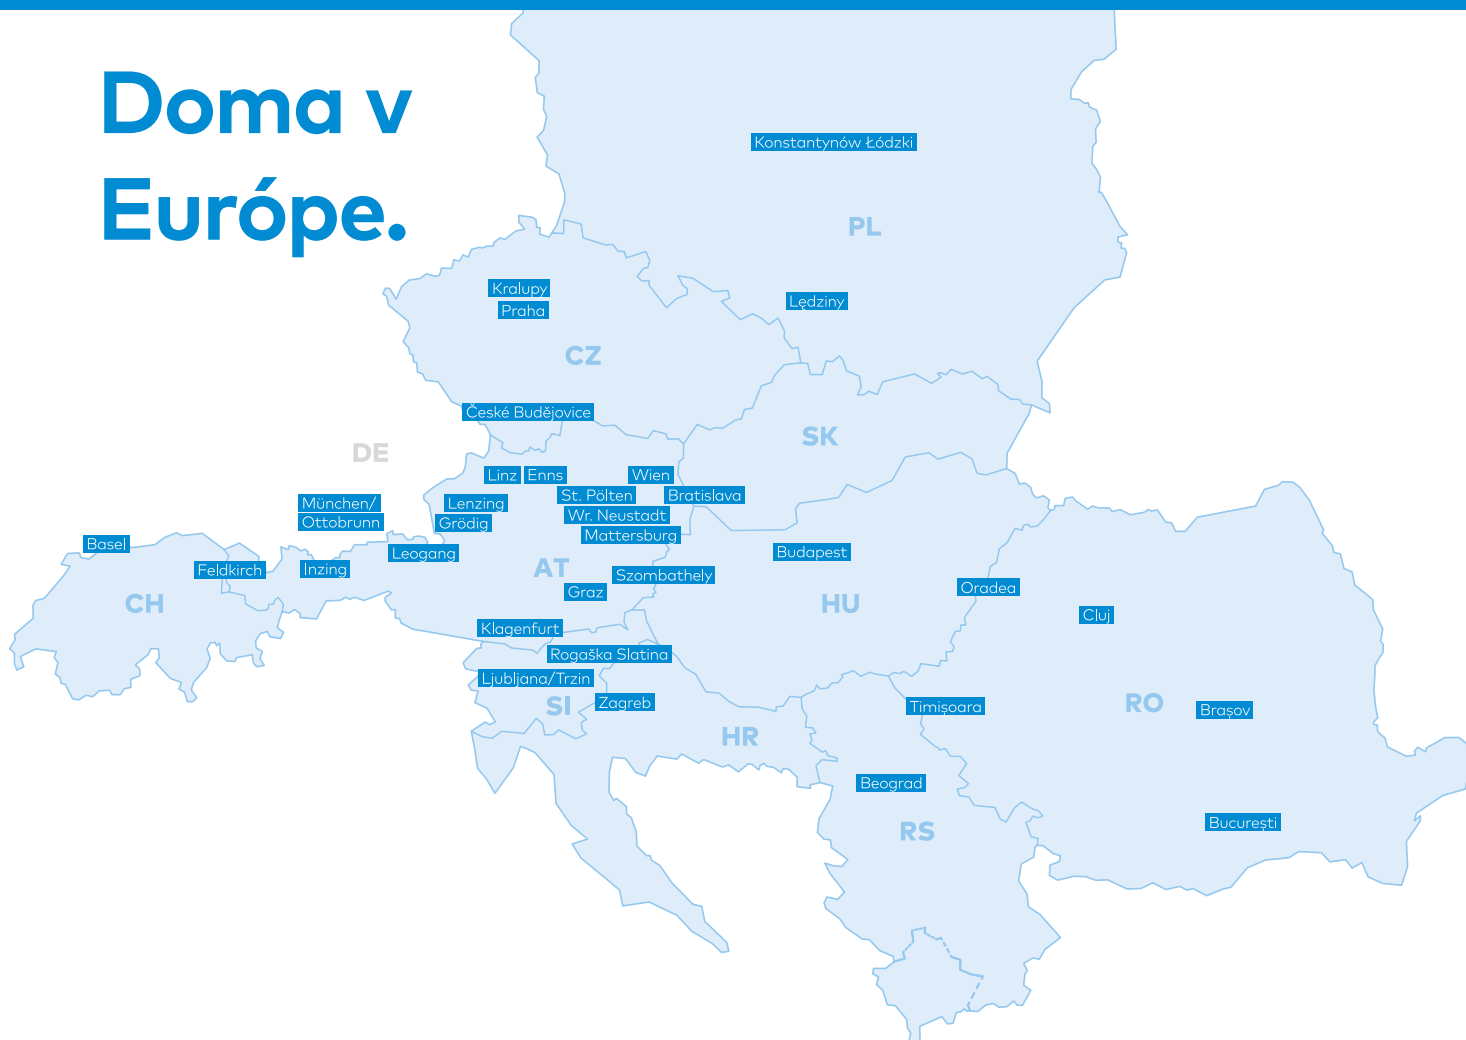 Doma v
Európe.
Konstantynów Łódzki
PL
Kralupy
Praha
Lędziny
CZ
České Budějovice
SK
DE
Linz
Enns
Wien
St. Pölten
Bratislava
München/
Ottobrunn
Lenzing
Grödig
Wr. Neustadt
Mattersburg
Basel
Leogang
Budapest
Feldkirch
Inzing
AT
Szombathely
Graz
Oradea
CH
HU
Cluj
Klagenfurt
Rogaška Slatina
Ljubljana/Trzin
SI
Zagreb
Timișoara
RO
Brașov
HR
Beograd
București
RS